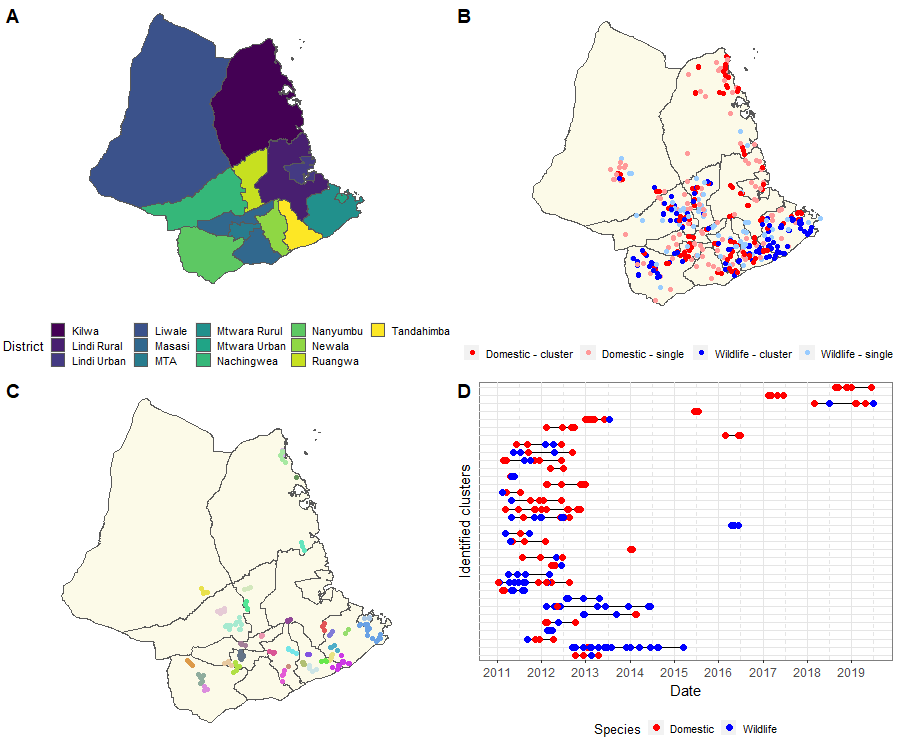 A
B
District
Kilwa
Liwale
Mtwara Rurul
Nanyumbu
Tandahimba
Lindi Rural
Masasi
Mtwara Urban
Newala
Lindi Urban
MTA
Nachingwea
Ruangwa
Domestic - cluster
Domestic - single
Wildlife - cluster
Wildlife - single
C
D
Identified clusters
2011 2012 2013 2014 2015 2016 2017 2018 2019
Date
Species Domestic Wildlife